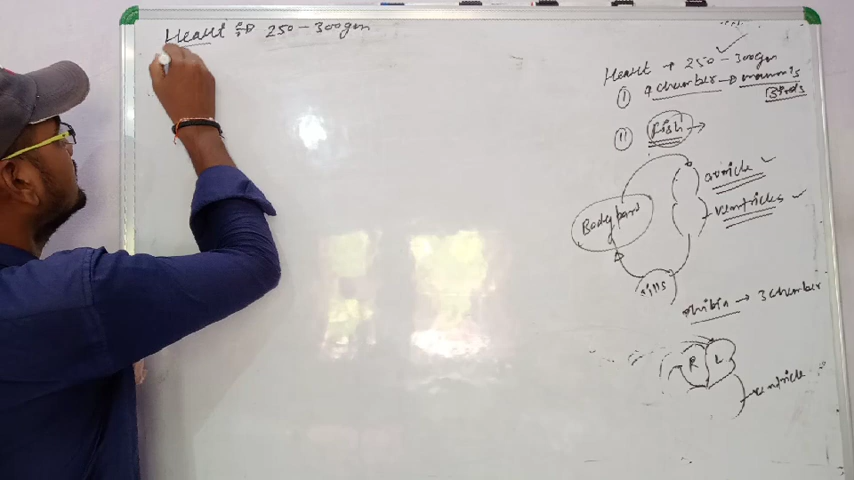 Heart ⇒ 250-300gm
Heart → 250-300gm
(I) 4 chamber → mammals
Birds
(II) fish →
auricle ✓
Body part
ventricles ✓
Gills
phibia → 3 chamber
R L
ventricle